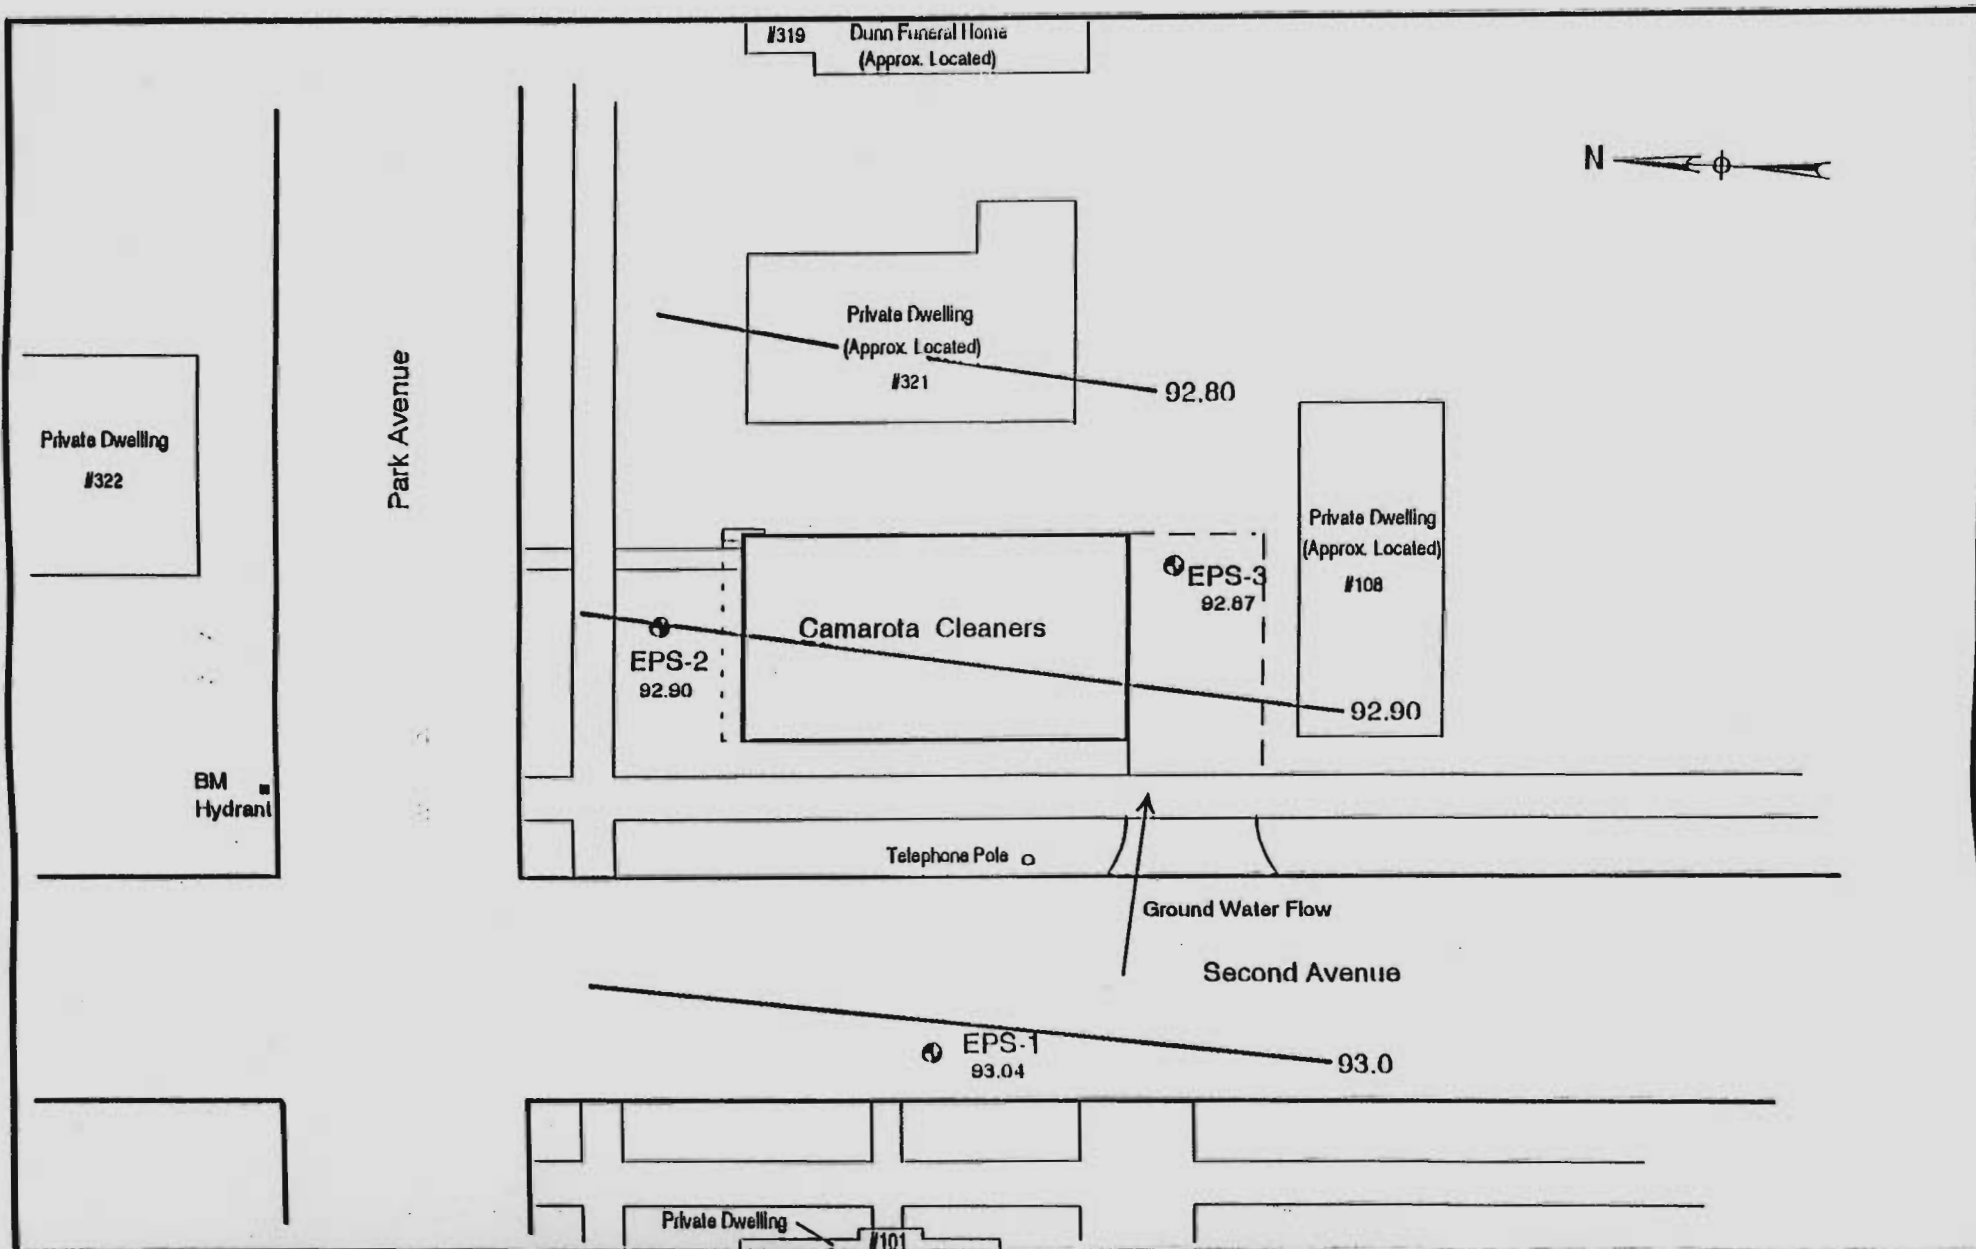 #319
Dunn Funeral Home
(Approx. Located)
N
Private Dwelling
(Approx. Located)
#321
92.80
Park Avenue
Private Dwelling
#322
Private Dwelling
(Approx. Located)
#108
EPS-3
92.87
Camarota Cleaners
EPS-2
92.90
92.90
BM
Hydrant
Telephone Pole
Ground Water Flow
Second Avenue
EPS-1
93.04
93.0
Private Dwelling
#101